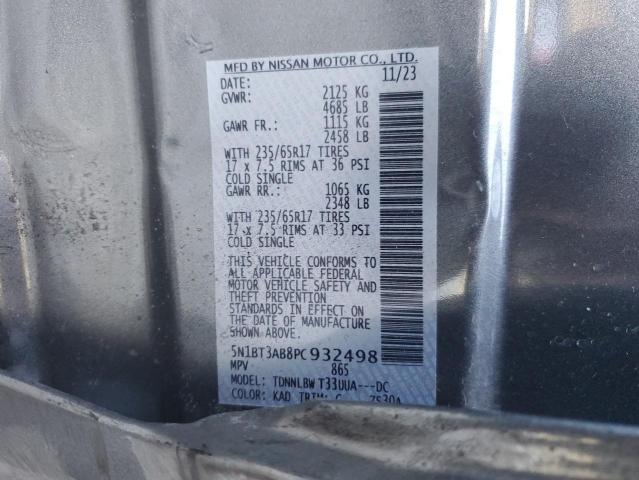 MFD BY NISSAN MOTOR CO., LTD.
DATE: 11/23
GVWR: 2125 KG
4685 LB
GAWR FR.: 1115 KG
2458 LB
WITH 235/65R17 TIRES
17 x 7.5 RIMS AT 36 PSI
COLD SINGLE
GAWR RR.: 1065 KG
2348 LB
WITH 235/65R17 TIRES
17 x 7.5 RIMS AT 33 PSI
COLD SINGLE
THIS VEHICLE CONFORMS TO
ALL APPLICABLE FEDERAL
MOTOR VEHICLE SAFETY AND
THEFT PREVENTION
STANDARDS IN EFFECT ON
THE DATE OF MANUFACTURE
SHOWN ABOVE.
5N1BT3AB8PC932498
MPV 865
MODEL: TDNNLBW T33UUA---DC
COLOR: KAD TRIM: G 7S30A